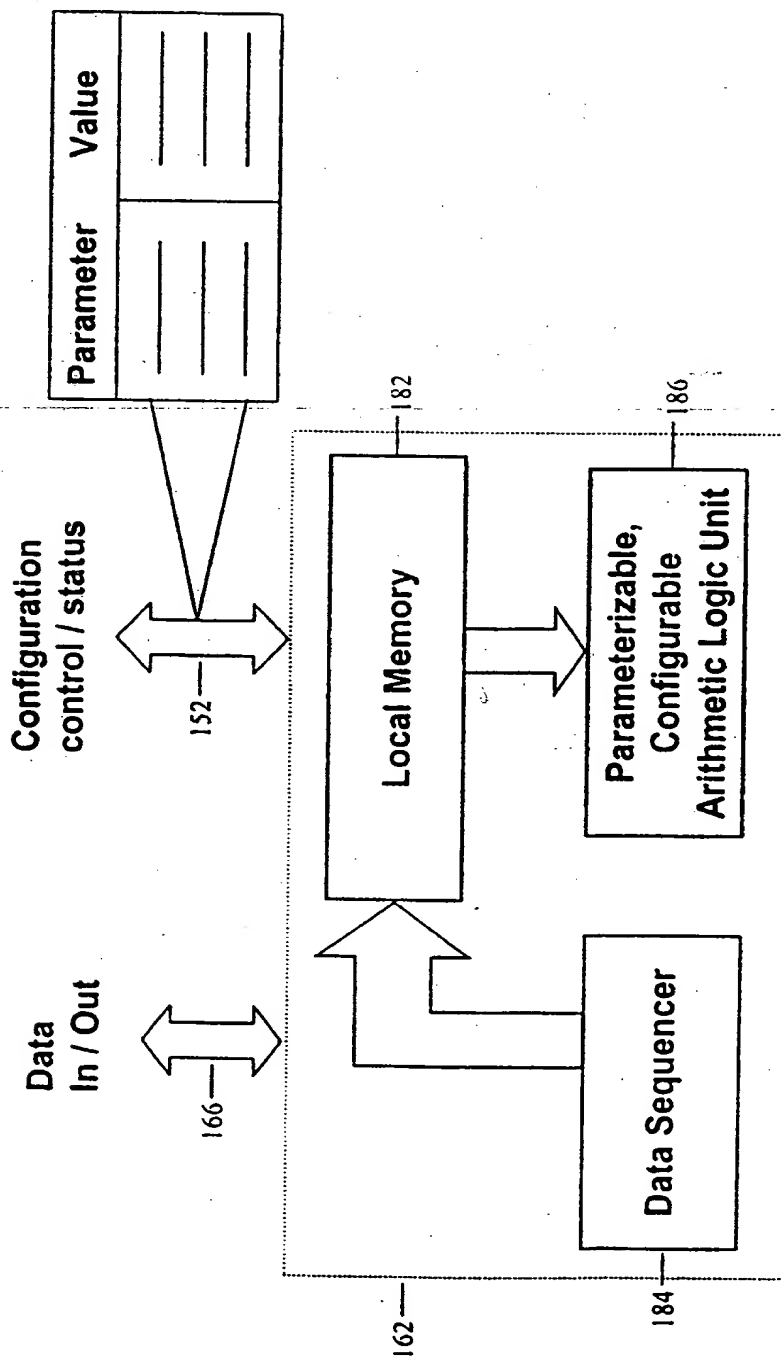 Data
In / Out
166
Configuration
control / status
152
Parameter Value
162
Local Memory
182
Data Sequencer
184
Parameterizable,
Configurable
Arithmetic Logic Unit
186